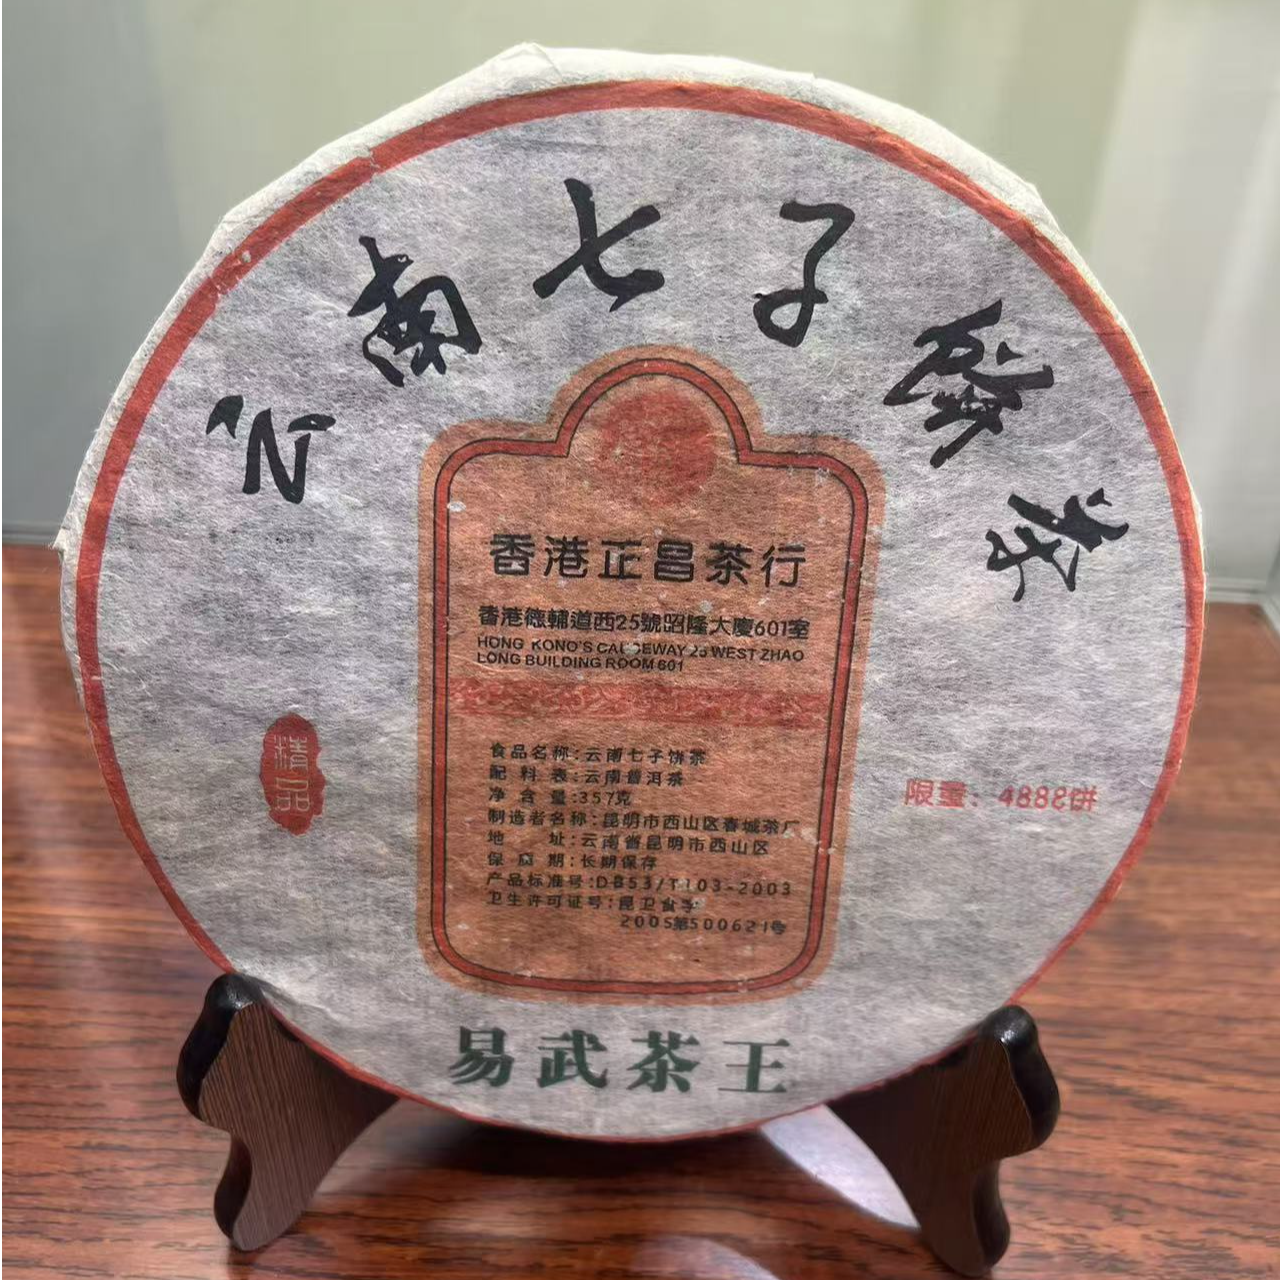 云南七子餅茶
香港正昌茶行
香港德輔道西25號昭隆大廈601室
HONG KONO'S CAUSEWAY 25 WEST ZHAO
LONG BUILDING ROOM 601
精品
食品名称:云南七子饼茶
配料表:云南普洱茶
净含量:357克
制造者名称:昆明市西山区春城茶厂
地址:云南省昆明市西山区
保质期:长期保存
产品标准号:DB53/T103-2003
卫生许可证号:昆卫食字
2005第500621号
限量:4888饼
易武茶王